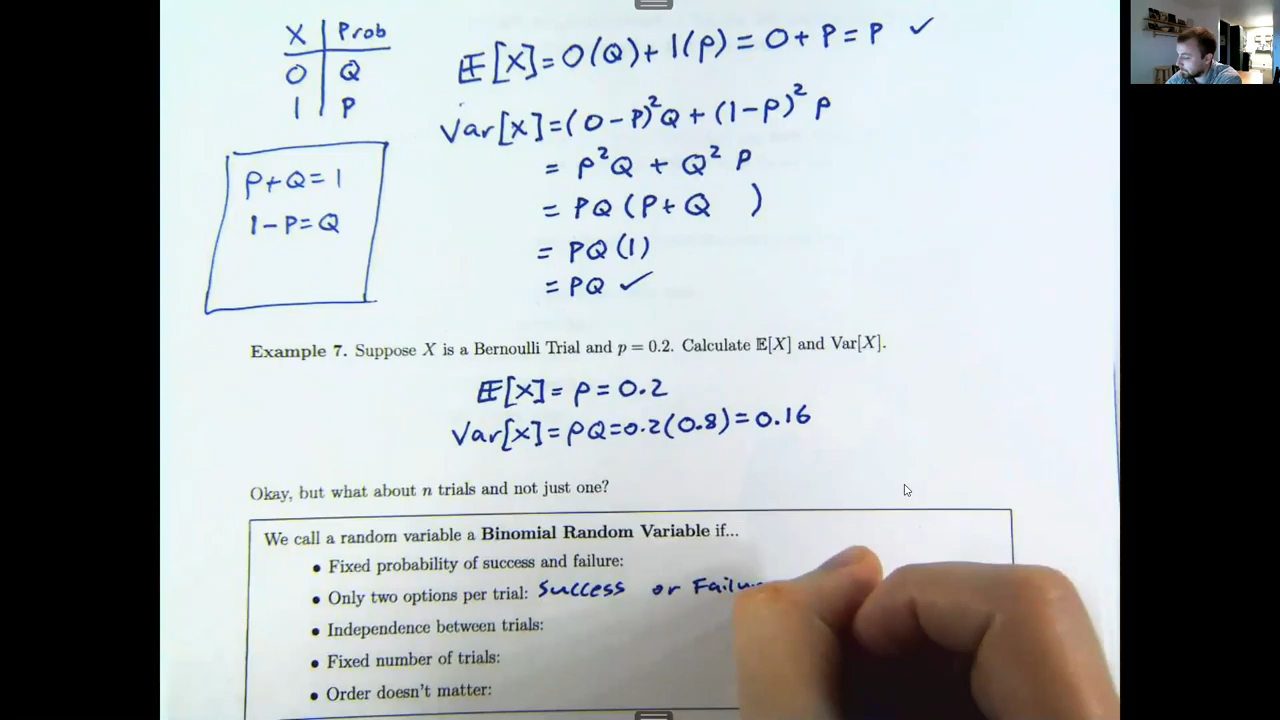 X | Prob
0 | Q
1 | P
P+Q=1
1-P=Q
𝔼[X]=0(Q)+1(p)=0+P=P ✓
Var[X]=(0-P)²Q+(1-P)²P
= P²Q + Q² P
= PQ (P+Q )
= PQ (1)
= PQ ✓
Example 7. Suppose X is a Bernoulli Trial and p = 0.2. Calculate 𝔼[X] and Var[X].
𝔼[X]= P = 0.2
Var[X]= PQ=0.2(0.8)=0.16
Okay, but what about n trials and not just one?
We call a random variable a Binomial Random Variable if...
• Fixed probability of success and failure:
• Only two options per trial: Success or Failu
• Independence between trials:
• Fixed number of trials:
• Order doesn't matter: